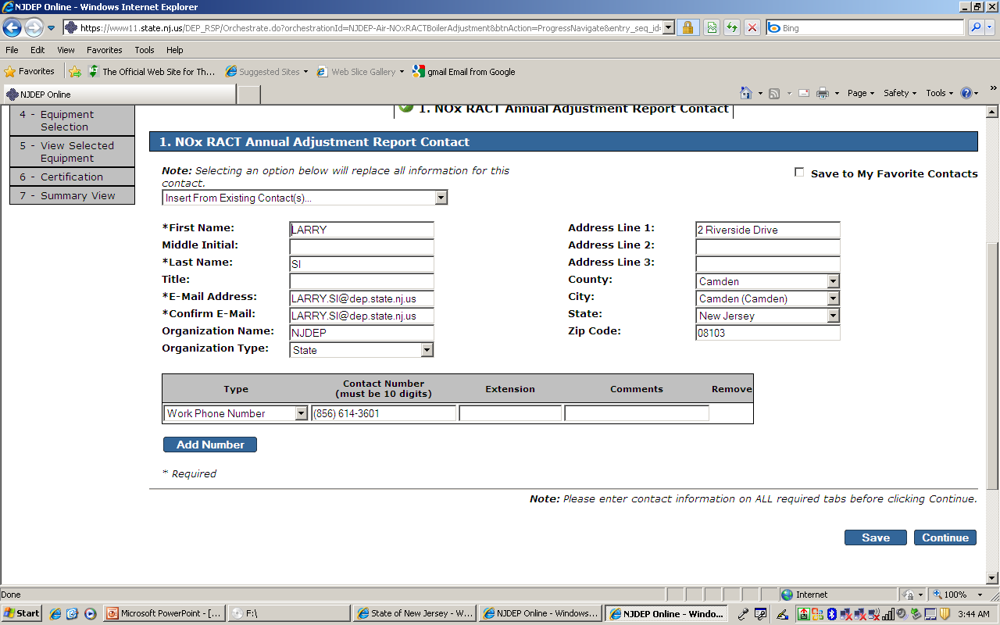 NJDEP Online - Windows Internet Explorer
https://www11.state.nj.us/DEP_RSP/Orchestrate.do?orchestrationId=NJDEP-Air-NOxRACTBoilerAdjustment&btnAction=ProgressNavigate&entry_seq_id=
Bing
File Edit View Favorites Tools Help
Favorites The Official Web Site for Th... Suggested Sites Web Slice Gallery gmail Email from Google
NJDEP Online Page Safety Tools
4 - Equipment Selection
5 - View Selected Equipment
6 - Certification
7 - Summary View
1. NOx RACT Annual Adjustment Report Contact
1. NOx RACT Annual Adjustment Report Contact
Note: Selecting an option below will replace all information for this
contact.
Save to My Favorite Contacts
Insert From Existing Contact(s)...
*First Name: LARRY
Middle Initial:
*Last Name: SI
Title:
*E-Mail Address: LARRY.SI@dep.state.nj.us
*Confirm E-Mail: LARRY.SI@dep.state.nj.us
Organization Name: NJDEP
Organization Type: State
Address Line 1: 2 Riverside Drive
Address Line 2:
Address Line 3:
County: Camden
City: Camden (Camden)
State: New Jersey
Zip Code: 08103
Type Contact Number (must be 10 digits) Extension Comments Remove
Work Phone Number (856) 614-3601
Add Number
* Required
Note: Please enter contact information on ALL required tabs before clicking Continue.
Save Continue
Done Internet 100%
Start Microsoft PowerPoint - [... F:\ State of New Jersey - W... NJDEP Online - Windows... NJDEP Online - Windo... 3:44 AM